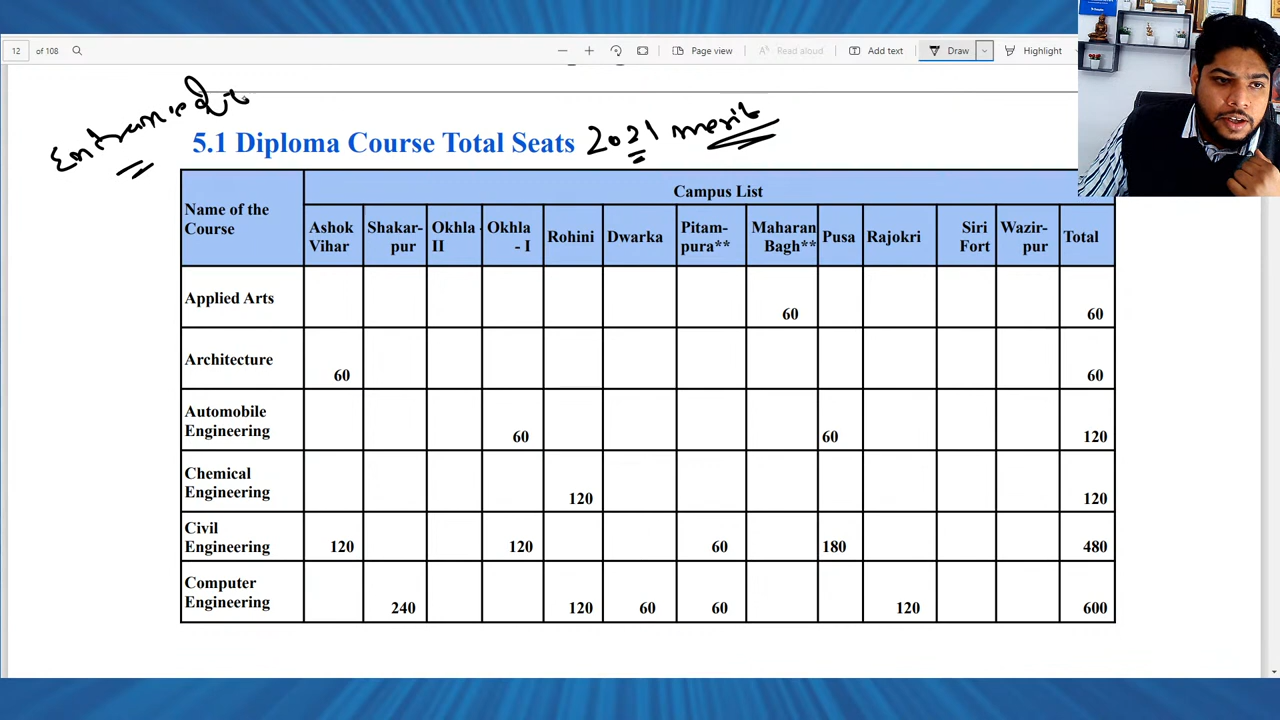 12 of 108 Page view Read aloud Add text Draw Highlight
5.1 Diploma Course Total Seats 2021 merit
Name of the Course Campus List
Ashok Vihar Shakar-pur Okhla - II Okhla - I Rohini Dwarka Pitam-pura** Maharan Bagh** Pusa Rajokri Siri Fort Wazir-pur Total
Applied Arts 60 60
Architecture 60 60
Automobile Engineering 60 60 120
Chemical Engineering 120 120
Civil Engineering 120 120 60 180 480
Computer Engineering 240 120 60 60 120 600